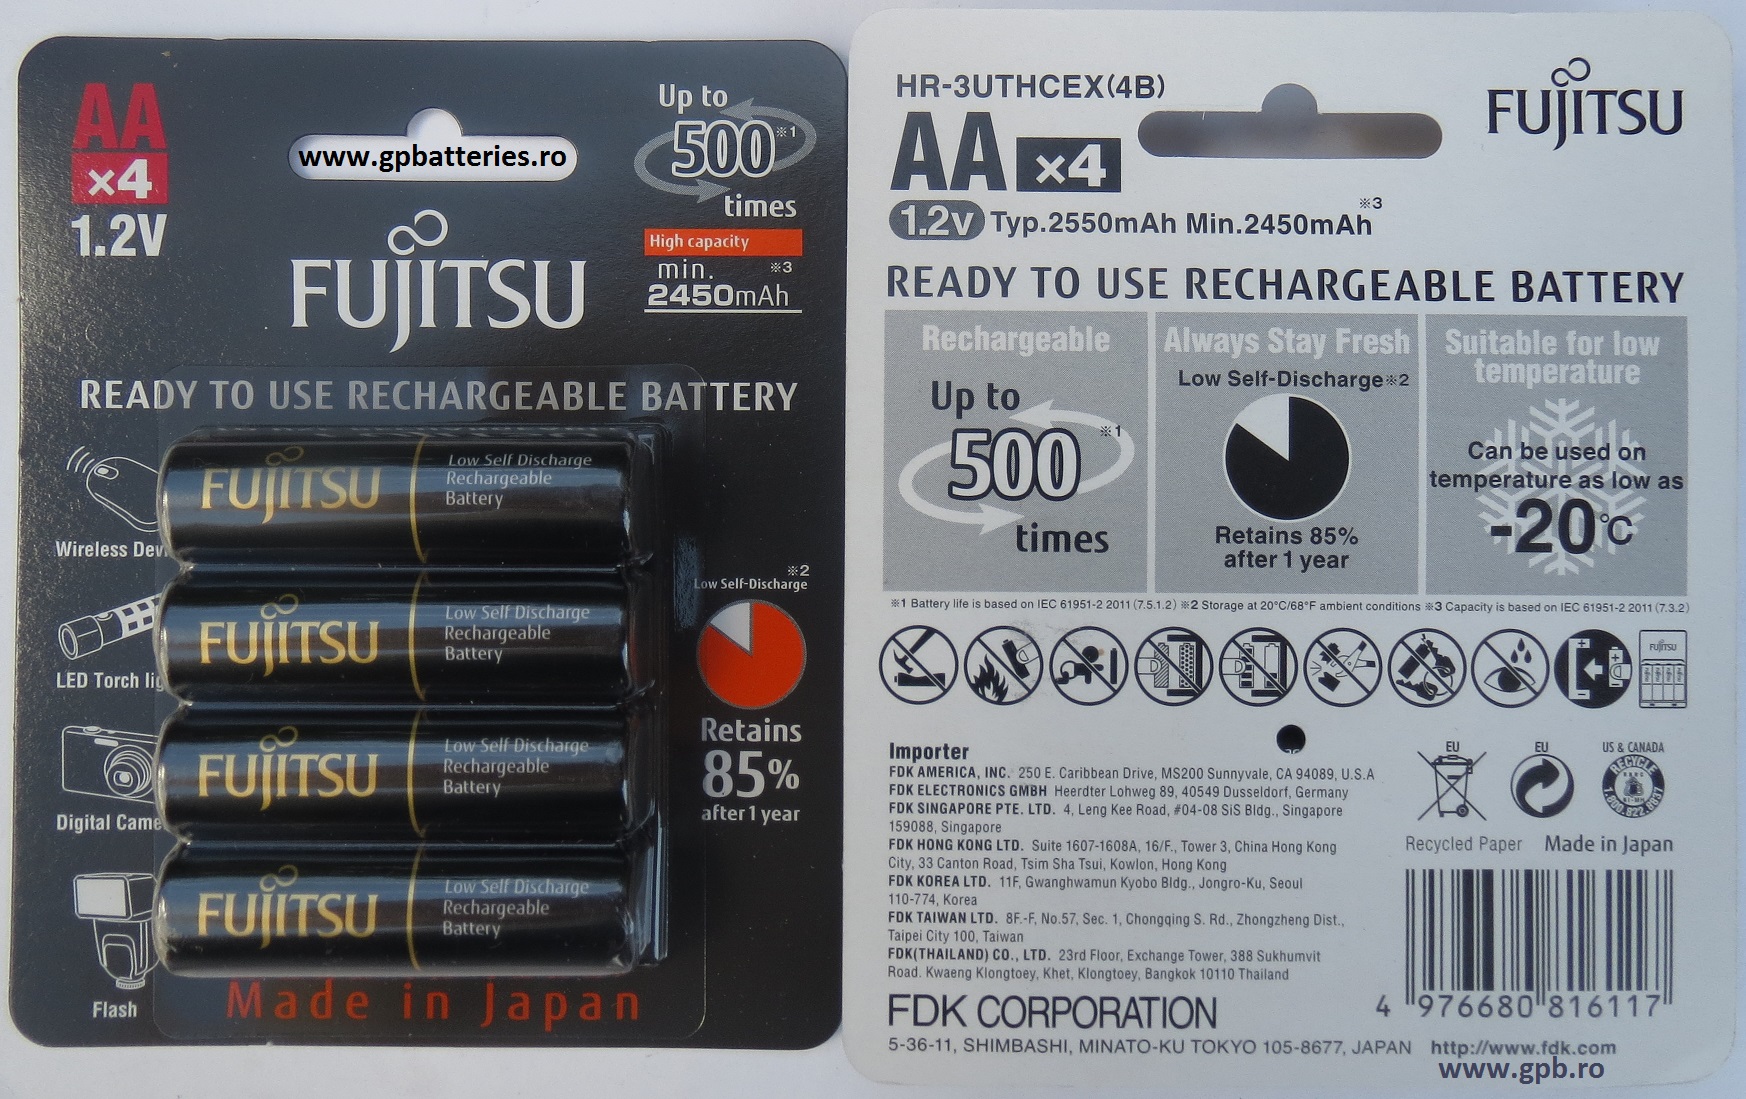 AA
×4
1.2V
www.gpbatteries.ro
Up to
500※1
times
High capacity
min. ※3
2450mAh
FUJITSU
READY TO USE RECHARGEABLE BATTERY
FUJITSU
Low Self Discharge
Rechargeable
Battery
Wireless Dev
FUJITSU
Low Self Discharge
Rechargeable
Battery
LED Torch lig
FUJITSU
Low Self Discharge
Rechargeable
Battery
Digital Came
FUJITSU
Low Self Discharge
Rechargeable
Battery
Flash
※2
Low Self-Discharge
Retains
85%
after 1 year
Made in Japan
HR-3UTHCEX(4B)
FUJITSU
AA ×4
1.2V Typ.2550mAh Min.2450mAh※3
READY TO USE RECHARGEABLE BATTERY
Rechargeable
Up to
500※1
times
Always Stay Fresh
Low Self-Discharge※2
Retains 85%
after 1 year
Suitable for low
temperature
Can be used on
temperature as low as
-20℃
※1 Battery life is based on IEC 61951-2 2011 (7.5.1.2) ※2 Storage at 20°C/68°F ambient conditions ※3 Capacity is based on IEC 61951-2 2011 (7.3.2)
FUJITSU
Importer
FDK AMERICA, INC. 250 E. Caribbean Drive, MS200 Sunnyvale, CA 94089, U.S.A
FDK ELECTRONICS GMBH Heerdter Lohweg 89, 40549 Dusseldorf, Germany
FDK SINGAPORE PTE. LTD. 4, Leng Kee Road, #04-08 SiS Bldg., Singapore
159088, Singapore
FDK HONG KONG LTD. Suite 1607-1608A, 16/F., Tower 3, China Hong Kong
City, 33 Canton Road, Tsim Sha Tsui, Kowlon, Hong Kong
FDK KOREA LTD. 11F, Gwanghwamun Kyobo Bldg., Jongro-Ku, Seoul
110-774, Korea
FDK TAIWAN LTD. 8F.-F, No.57, Sec. 1, Chongqing S. Rd., Zhongzheng Dist.,
Taipei City 100, Taiwan
FDK(THAILAND) CO., LTD. 23rd Floor, Exchange Tower, 388 Sukhumvit
Road. Kwaeng Klongtoey, Khet, Klongtoey, Bangkok 10110 Thailand
EU
EU
US & CANADA
RECYCLE
Recycled Paper Made in Japan
4 976680 816117
FDK CORPORATION
5-36-11, SHIMBASHI, MINATO-KU TOKYO 105-8677, JAPAN http://www.fdk.com
www.gpb.ro